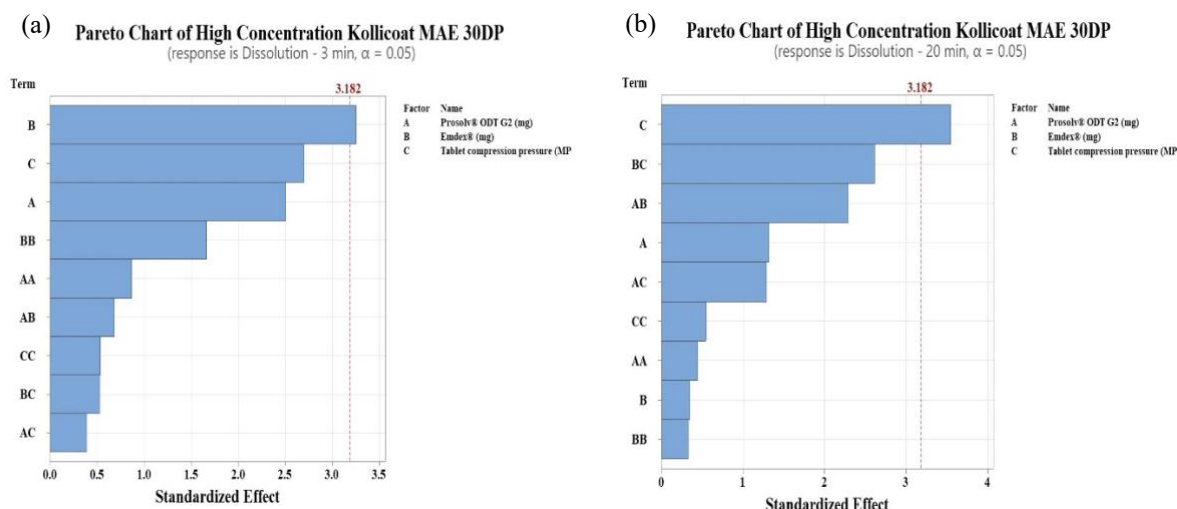 (a)
Pareto Chart of High Concentration Kollicoat MAE 30DP
(response is Dissolution - 3 min, α = 0.05)
Term
3.182
B
C
A
BB
AA
AB
CC
BC
AC
0.0 0.5 1.0 1.5 2.0 2.5 3.0 3.5
Standardized Effect
Factor Name
A Prosolv® ODT G2 (mg)
B Emdex® (mg)
C Tablet compression pressure (MP
(b)
Pareto Chart of High Concentration Kollicoat MAE 30DP
(response is Dissolution - 20 min, α = 0.05)
Term
3.182
C
BC
AB
A
AC
CC
AA
B
BB
0 1 2 3 4
Standardized Effect
Factor Name
A Prosolv® ODT G2 (mg)
B Emdex® (mg)
C Tablet compression pressure (MP